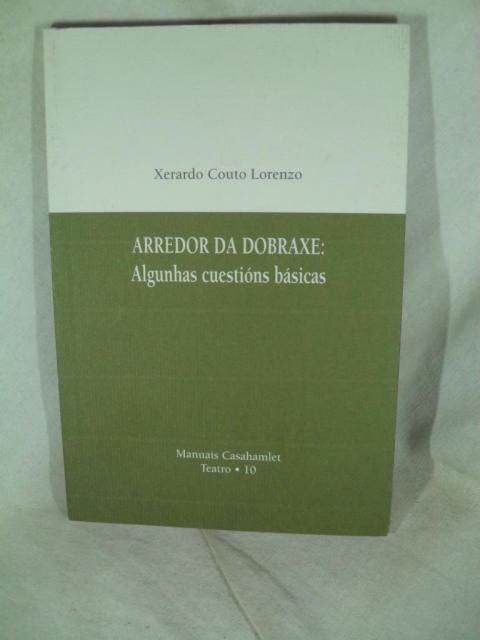 Xerardo Couto Lorenzo
ARREDOR DA DOBRAXE:
Algunhas cuestións básicas
Manuais Casahamlet
Teatro • 10